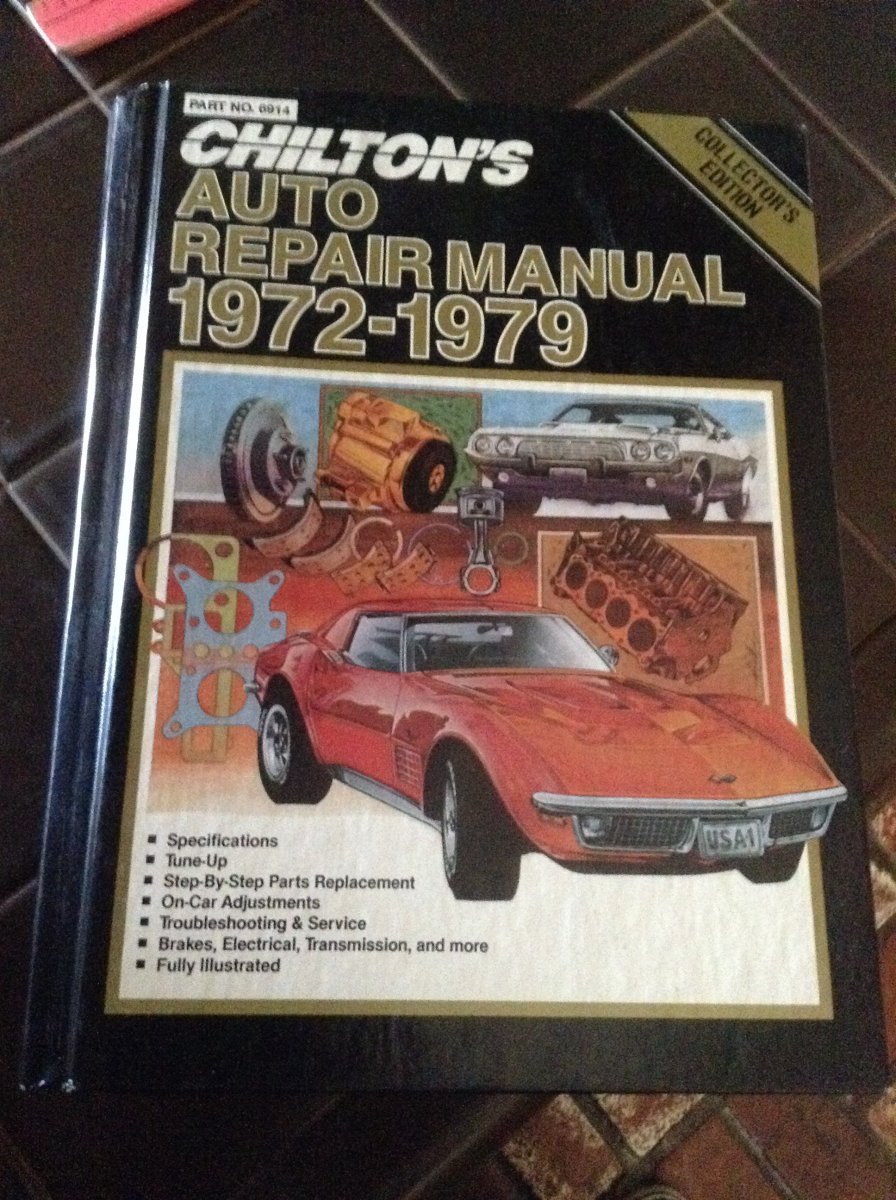 PART NO. 6914
CHILTON'S
AUTO
REPAIR MANUAL
1972-1979
COLLECTOR'S
EDITION
USA1
▪ Specifications
▪ Tune-Up
▪ Step-By-Step Parts Replacement
▪ On-Car Adjustments
▪ Troubleshooting & Service
▪ Brakes, Electrical, Transmission, and more
▪ Fully Illustrated